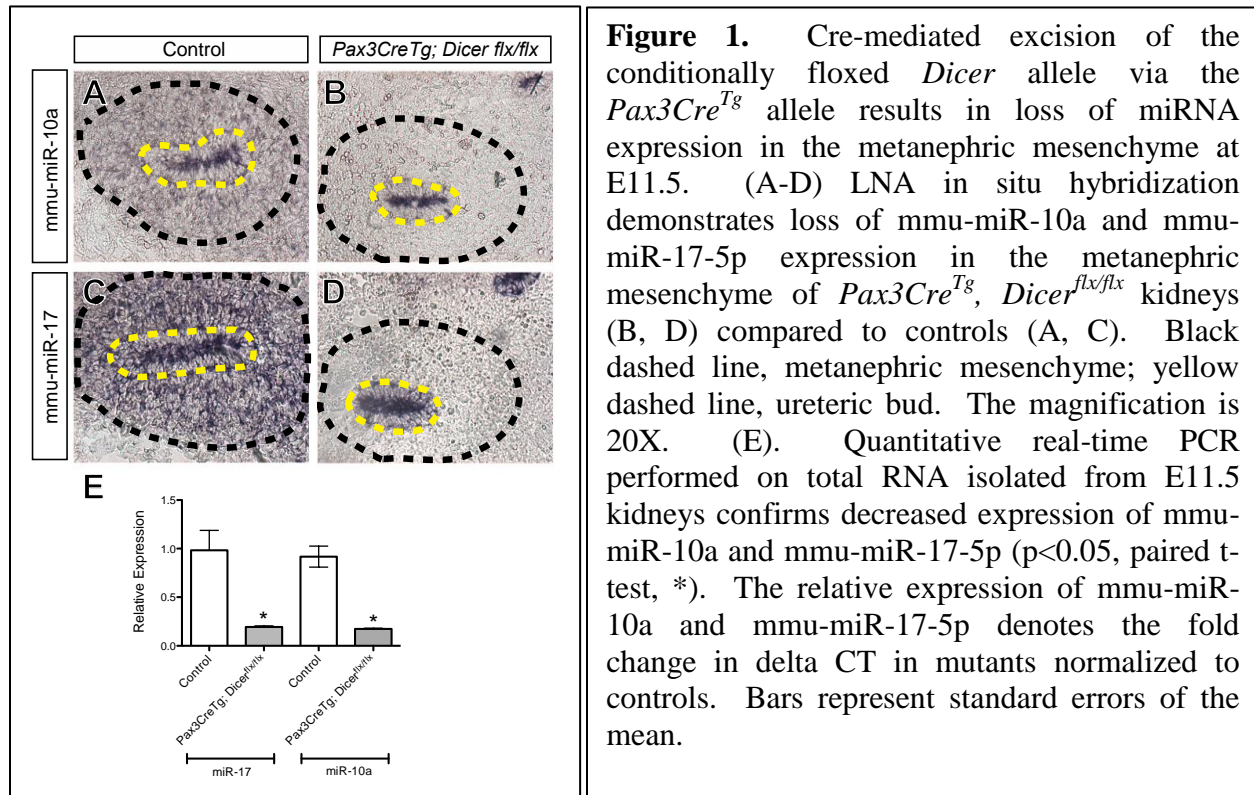 Control
Pax3CreTg; Dicer flx/flx
mmu-miR-10a
A
B
mmu-miR-17
C
D
E
Relative Expression
1.5
1.0
0.5
0.0
*
*
Control
Pax3CreTg; Dicerflx/flx
Control
Pax3CreTg; Dicerflx/flx
miR-17
miR-10a
Figure 1. Cre-mediated excision of the
conditionally floxed Dicer allele via the
Pax3CreTg allele results in loss of miRNA
expression in the metanephric mesenchyme at
E11.5. (A-D) LNA in situ hybridization
demonstrates loss of mmu-miR-10a and mmu-
miR-17-5p expression in the metanephric
mesenchyme of Pax3CreTg, Dicerflx/flx kidneys
(B, D) compared to controls (A, C). Black
dashed line, metanephric mesenchyme; yellow
dashed line, ureteric bud. The magnification is
20X. (E). Quantitative real-time PCR
performed on total RNA isolated from E11.5
kidneys confirms decreased expression of mmu-
miR-10a and mmu-miR-17-5p (p<0.05, paired t-
test, *). The relative expression of mmu-miR-
10a and mmu-miR-17-5p denotes the fold
change in delta CT in mutants normalized to
controls. Bars represent standard errors of the
mean.